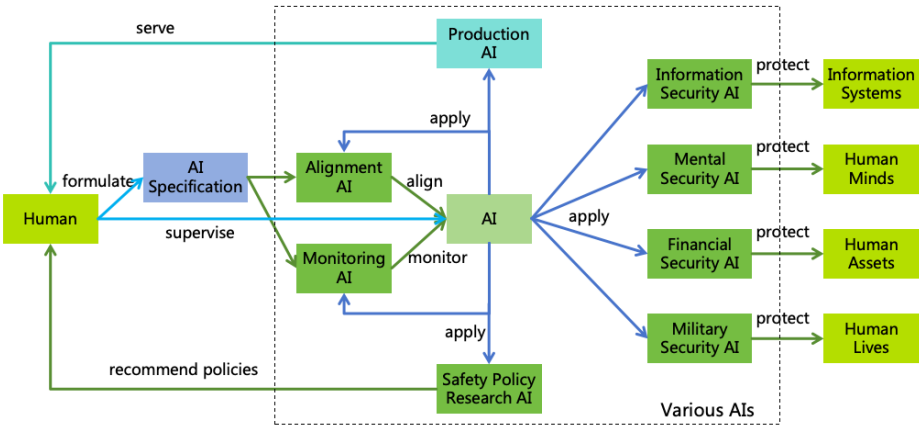 serve
Production
AI
Information
Security AI
protect
Information
Systems
apply
formulate
AI
Specification
Alignment
AI
align
Mental
Security AI
protect
Human
Minds
Human
supervise
AI
apply
Monitoring
AI
monitor
Financial
Security AI
protect
Human
Assets
apply
Military
Security AI
protect
Human
Lives
recommend policies
Safety Policy
Research AI
Various AIs